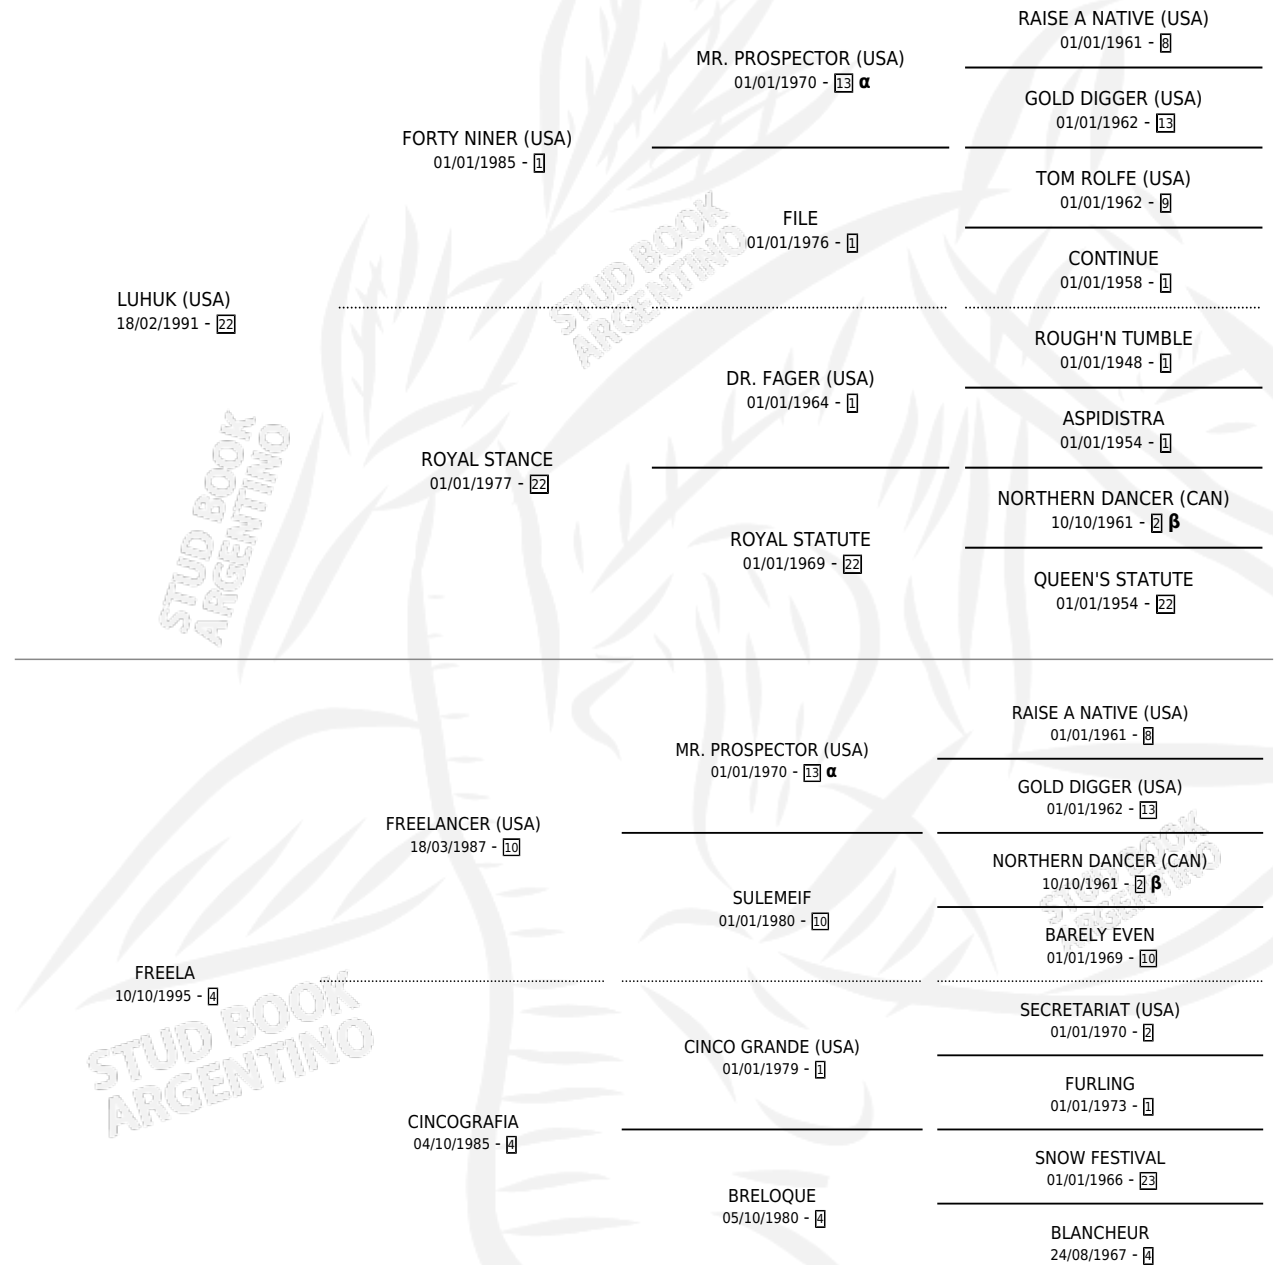 RAISE A NATIVE (USA)
01/01/1961 - 8
MR. PROSPECTOR (USA)
01/01/1970 - 13 α
GOLD DIGGER (USA)
01/01/1962 - 13
FORTY NINER (USA)
01/01/1985 - 1
TOM ROLFE (USA)
01/01/1962 - 9
FILE
01/01/1976 - 1
CONTINUE
01/01/1958 - 1
LUHUK (USA)
18/02/1991 - 22
ROUGH'N TUMBLE
01/01/1948 - 1
DR. FAGER (USA)
01/01/1964 - 1
ASPIDISTRA
01/01/1954 - 1
ROYAL STANCE
01/01/1977 - 22
NORTHERN DANCER (CAN)
10/10/1961 - 2 β
ROYAL STATUTE
01/01/1969 - 22
QUEEN'S STATUTE
01/01/1954 - 22
RAISE A NATIVE (USA)
01/01/1961 - 8
MR. PROSPECTOR (USA)
01/01/1970 - 13 α
GOLD DIGGER (USA)
01/01/1962 - 13
FREELANCER (USA)
18/03/1987 - 10
NORTHERN DANCER (CAN)
10/10/1961 - 2 β
SULEMEIF
01/01/1980 - 10
BARELY EVEN
01/01/1969 - 10
FREELA
10/10/1995 - 4
SECRETARIAT (USA)
01/01/1970 - 2
CINCO GRANDE (USA)
01/01/1979 - 1
FURLING
01/01/1973 - 1
CINCOGRAFIA
04/10/1985 - 4
SNOW FESTIVAL
01/01/1966 - 23
BRELOQUE
05/10/1980 - 4
BLANCHEUR
24/08/1967 - 4
STUD BOOK
ARGENTINO
STUD BOOK
ARGENTINO
STUD BOOK
ARGENTINO
STUD BOOK
ARGENTINO